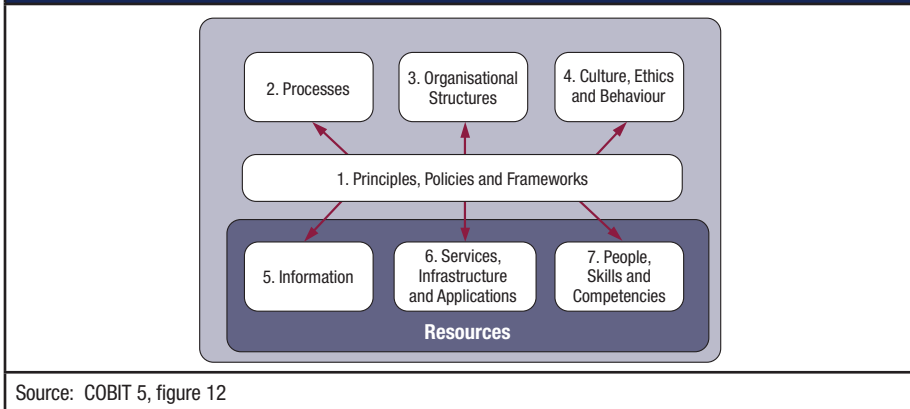 2. Processes
3. Organisational
Structures
4. Culture, Ethics
and Behaviour
1. Principles, Policies and Frameworks
5. Information
6. Services,
Infrastructure
and Applications
7. People,
Skills and
Competencies
Resources
Source: COBIT 5, figure 12